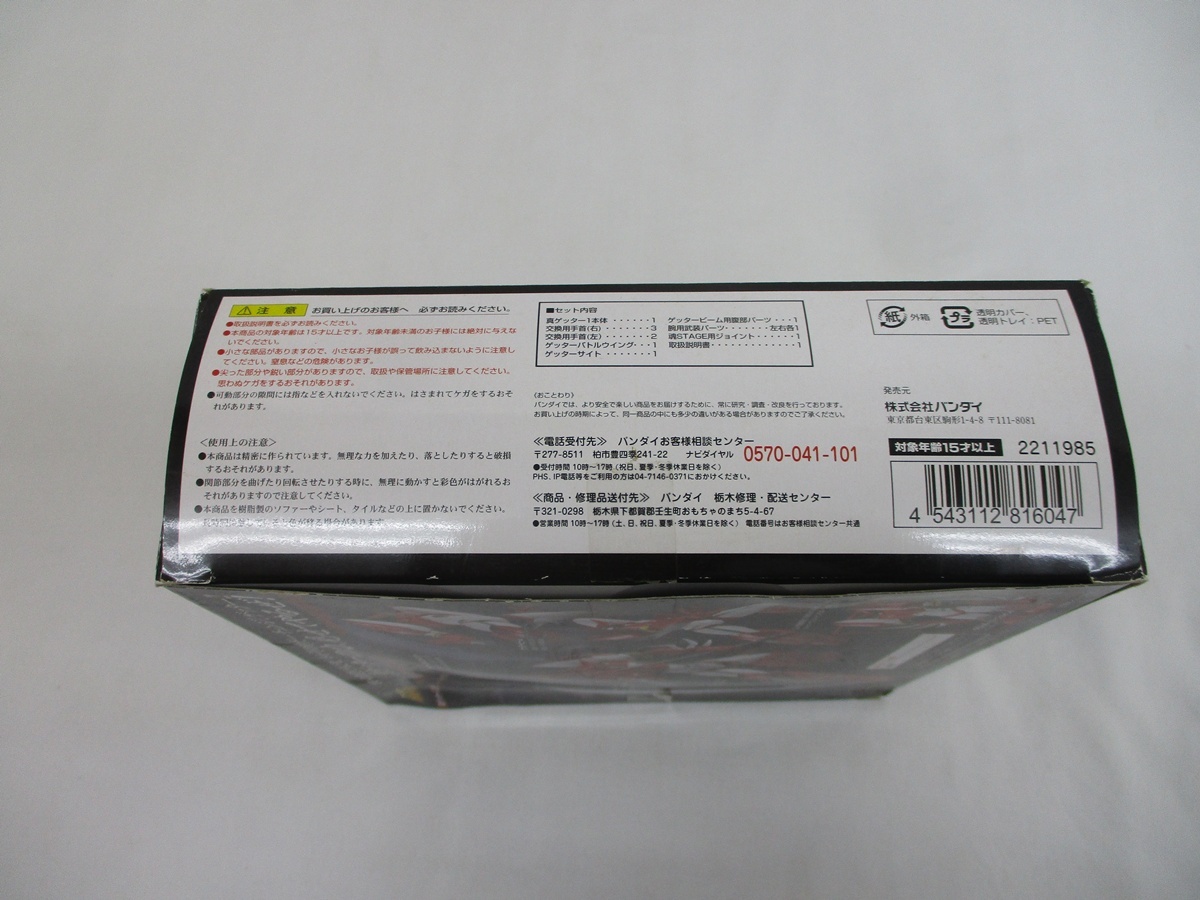 注 意 お買い上げのお客様へ 必ずお読みください。
●取扱説明書を必ずお読みください。
●本商品の対象年齢は15才以上です。対象年齢未満のお子様には絶対に与えな
いでください。
●小さな部品がありますので、小さなお子様が誤って飲み込まないように注意し
てください。窒息などの危険があります。
●尖った部分や鋭い部分がありますので、取扱や保管場所に注意してください。
思わぬケガをするおそれがあります。
●可動部分の隙間には指などを入れないでください。はさまれてケガをするおそ
れがあります。
＜使用上の注意＞
●本商品は精密に作られています。無理な力を加えたり、落としたりすると破損
するおそれがあります。
●関節部分を曲げたり回転させたりする時に、無理に動かすと彩色がはがれるお
それがありますので注意してください。
●本商品を樹脂製のソファーやシート、タイルなどの上に置かないでください。
■セット内容
真ゲッター1本体・・・・・・1
交換用手首(右)・・・・・・3
交換用手首(左)・・・・・・2
ゲッターバトルウイング・・・1
ゲッターサイト・・・・・・1
ゲッタービーム用腹部パーツ・・・1
腕用武装パーツ・・・・・左右各1
魂STAGE用ジョイント・・・・・・1
取扱説明書・・・・・・・・・・・1
(おことわり)
バンダイでは、より安全で楽しい商品をお届けするために、常に研究・調査・改良を行っております。
お買い上げの時期によって、同一商品の中にも多少の違いがある場合がありますのでご了承ください。
≪電話受付先≫ バンダイお客様相談センター
〒277-8511 柏市豊四季241-22 ナビダイヤル 0570-041-101
●受付時間 10時〜17時 (祝日、夏季・冬季休業日を除く)
PHS、IP電話等をご利用の方は04-7146-0371におかけください。
≪商品・修理品送付先≫ バンダイ 栃木修理・配送センター
〒321-0298 栃木県下都賀郡壬生町おもちゃのまち5-4-67
●営業時間 10時〜17時 (土、日、祝日、夏季・冬季休業日を除く) 電話番号はお客様相談センター共通
紙 外箱
プラ 透明カバー、
透明トレイ：PET
発売元
株式会社バンダイ
東京都台東区駒形1-4-8 〒111-8081
対象年齢15才以上 2211985
4 543112 816047